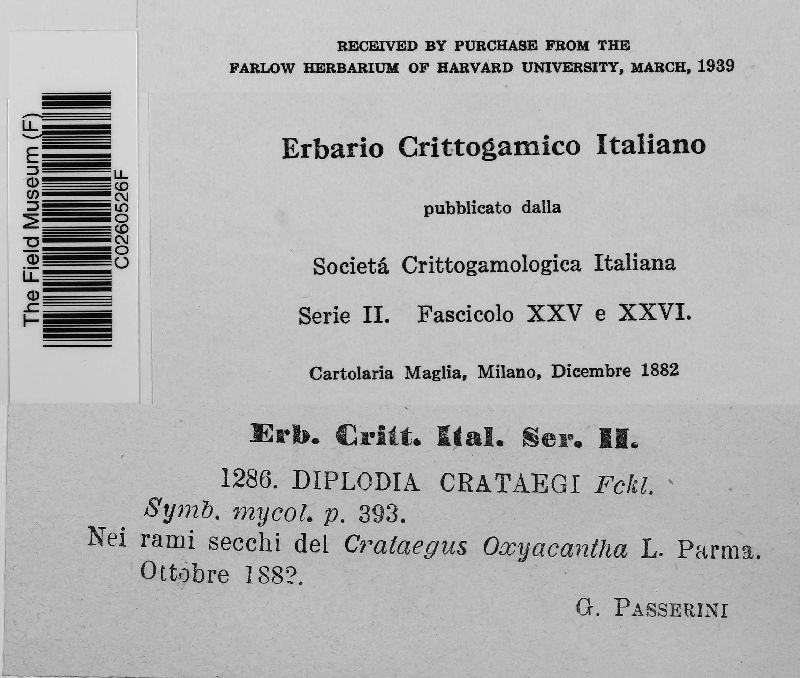 RECEIVED BY PURCHASE FROM THE
FARLOW HERBARIUM OF HARVARD UNIVERSITY, MARCH, 1939
The Field Museum (F)
C0260526F
Erbario Crittogamico Italiano
pubblicato dalla
Societá Crittogamologica Italiana
Serie II. Fascicolo XXV e XXVI.
Cartolaria Maglia, Milano, Dicembre 1882
Erb. Critt. Ital. Ser. II.
1286. DIPLODIA CRATAEGI Fckl.
Symb. mycol. p. 393.
Nei rami secchi del Crataegus Oxyacantha L. Parma.
Ottobre 1882.
G. PASSERINI